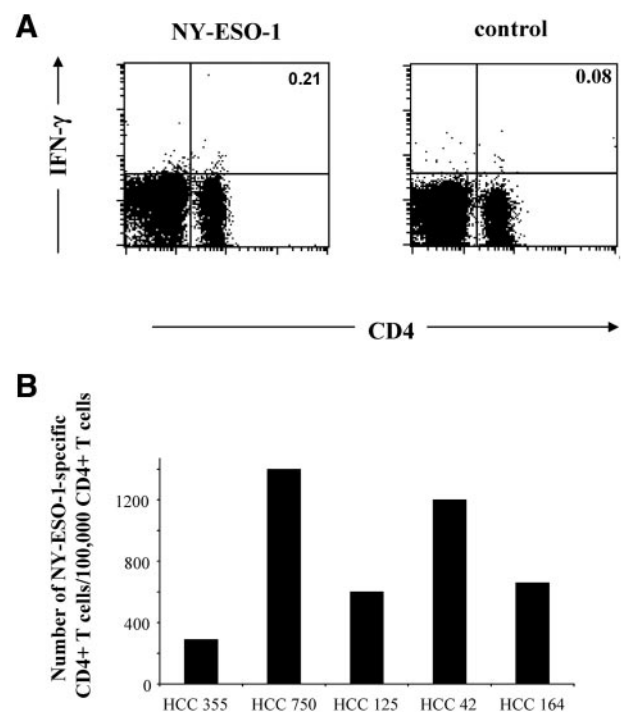 A
NY-ESO-1
control
IFN-γ
0.21
0.08
CD4
B
Number of NY-ESO-1-specific
CD4+ T cells/100,000 CD4+ T cells
1200
800
400
0
HCC 355
HCC 750
HCC 125
HCC 42
HCC 164